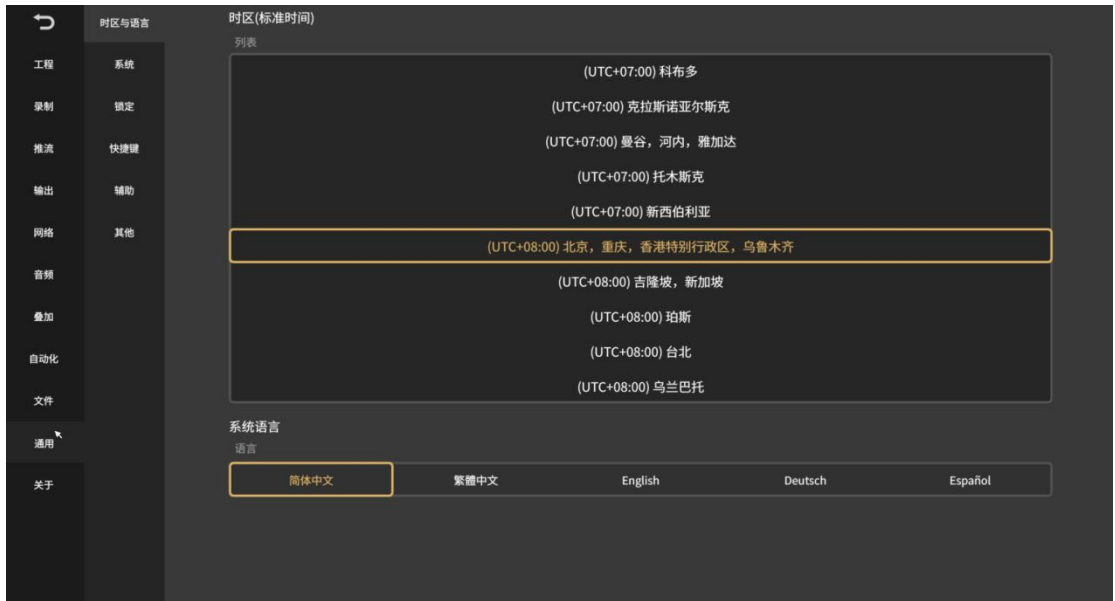 时区与语言
时区(标准时间)
列表
工程
系统
录制
锁定
推流
快捷键
输出
辅助
网络
其他
音频
叠加
自动化
文件
通用
关于
(UTC+07:00) 科布多
(UTC+07:00) 克拉斯诺亚尔斯克
(UTC+07:00) 曼谷，河内，雅加达
(UTC+07:00) 托木斯克
(UTC+07:00) 新西伯利亚
(UTC+08:00) 北京，重庆，香港特别行政区，乌鲁木齐
(UTC+08:00) 吉隆坡，新加坡
(UTC+08:00) 珀斯
(UTC+08:00) 台北
(UTC+08:00) 乌兰巴托
系统语言
语言
简体中文 繁體中文 English Deutsch Español